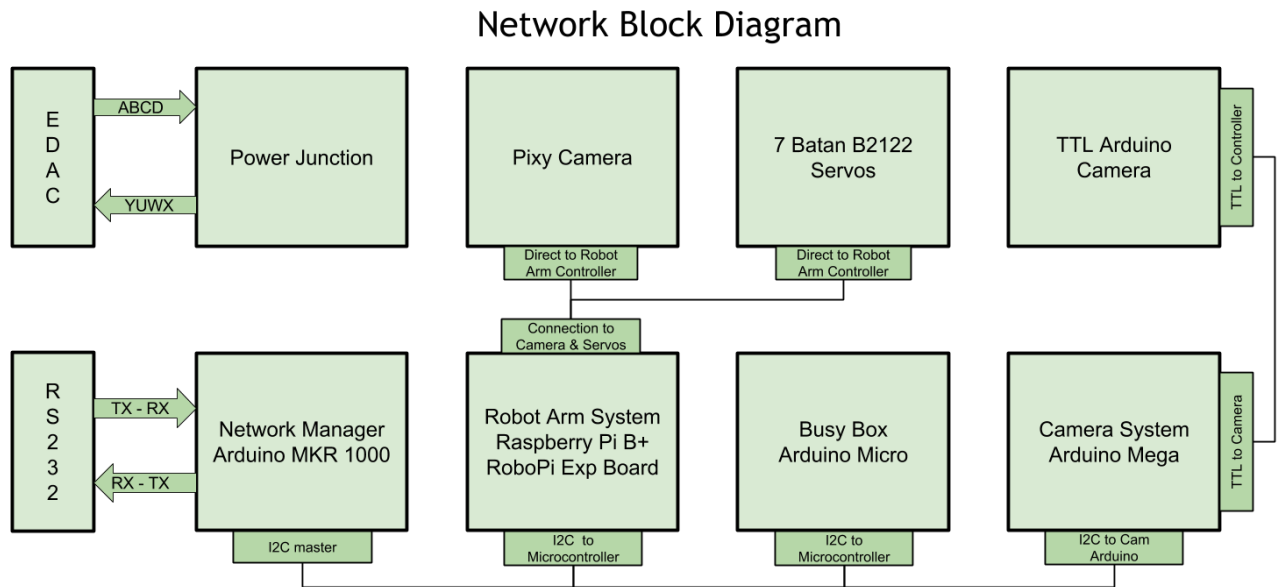 Network Block Diagram
EDAC
ABCD
YUWX
Power Junction
Pixy Camera
Direct to Robot
Arm Controller
7 Batan B2122
Servos
Direct to Robot
Arm Controller
TTL Arduino
Camera
TTL to Controller
RS232
TX - RX
RX - TX
Network Manager
Arduino MKR 1000
I2C master
Connection to
Camera & Servos
Robot Arm System
Raspberry Pi B+
RoboPi Exp Board
I2C to
Microcontroller
Busy Box
Arduino Micro
I2C to
Microcontroller
Camera System
Arduino Mega
TTL to Camera
I2C to Cam
Arduino